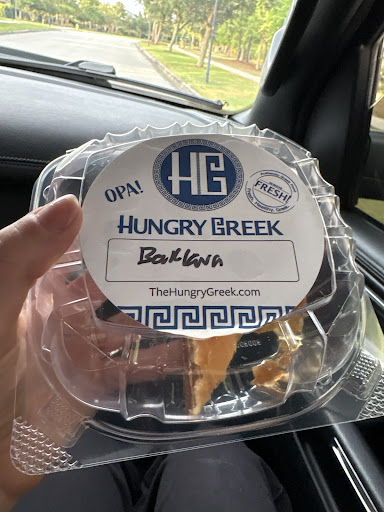 OPA!
HG
FRESH!
HUNGRY GREEK
Baklava
TheHungryGreek.com